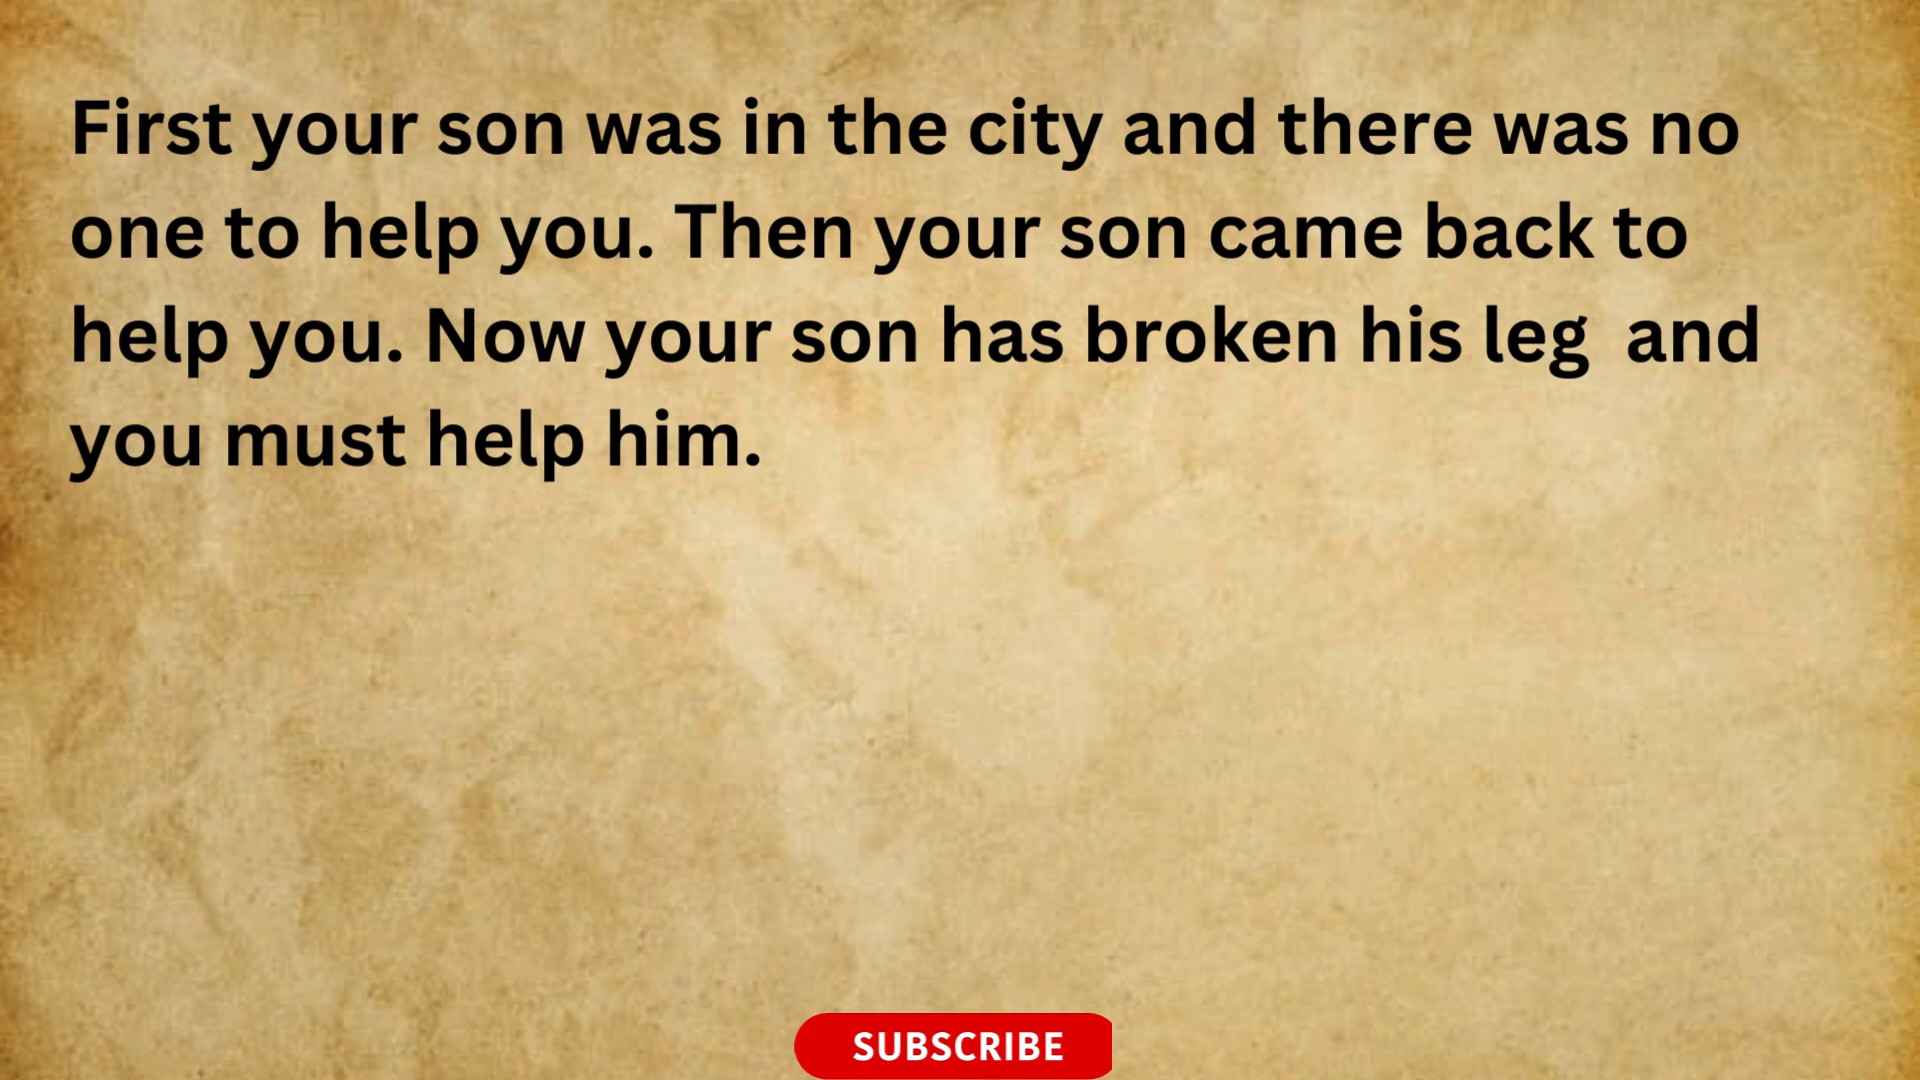 First your son was in the city and there was no
one to help you. Then your son came back to
help you. Now your son has broken his leg  and
you must help him.
SUBSCRIBE